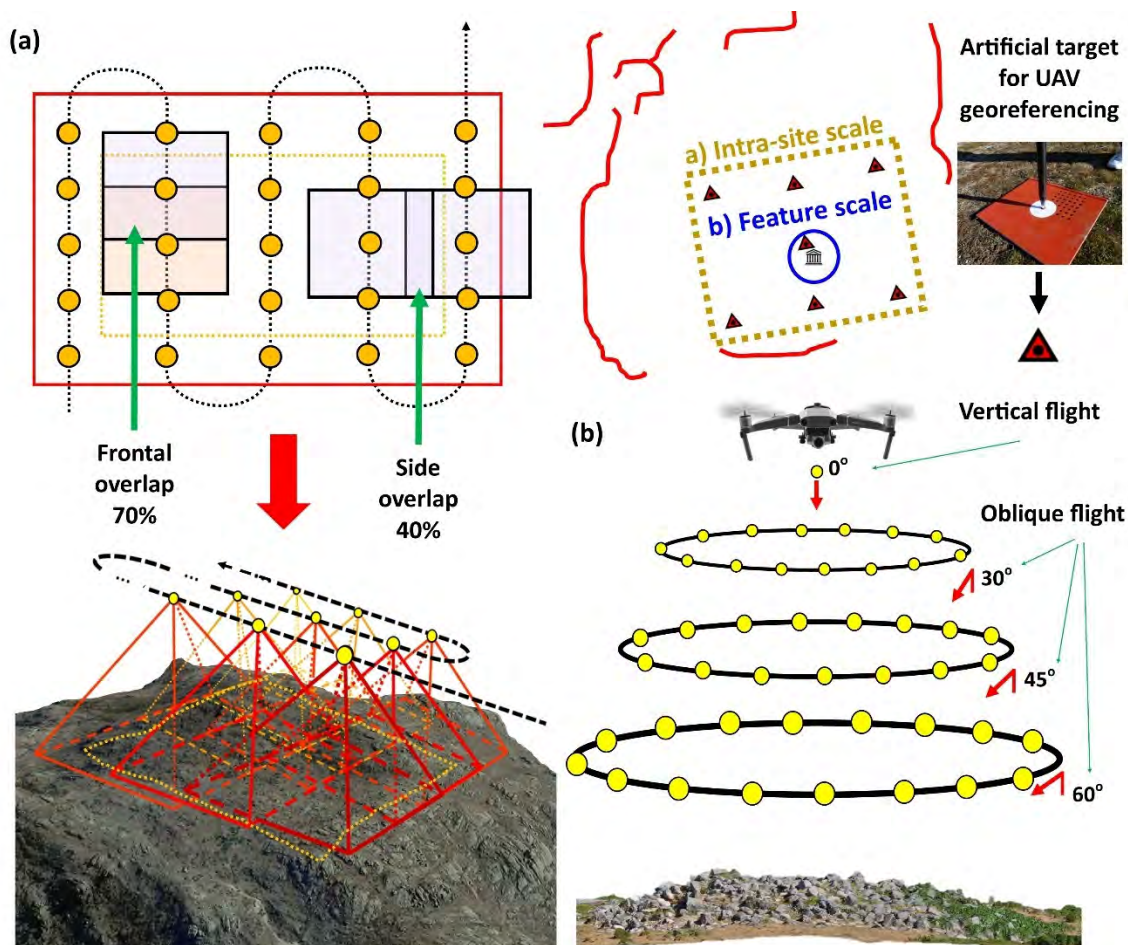 (a)
Frontal
overlap
70%
Side
overlap
40%
a) Intra-site scale
b) Feature scale
Artificial target
for UAV
georeferencing
(b)
Vertical flight
0°
Oblique flight
30°
45°
60°